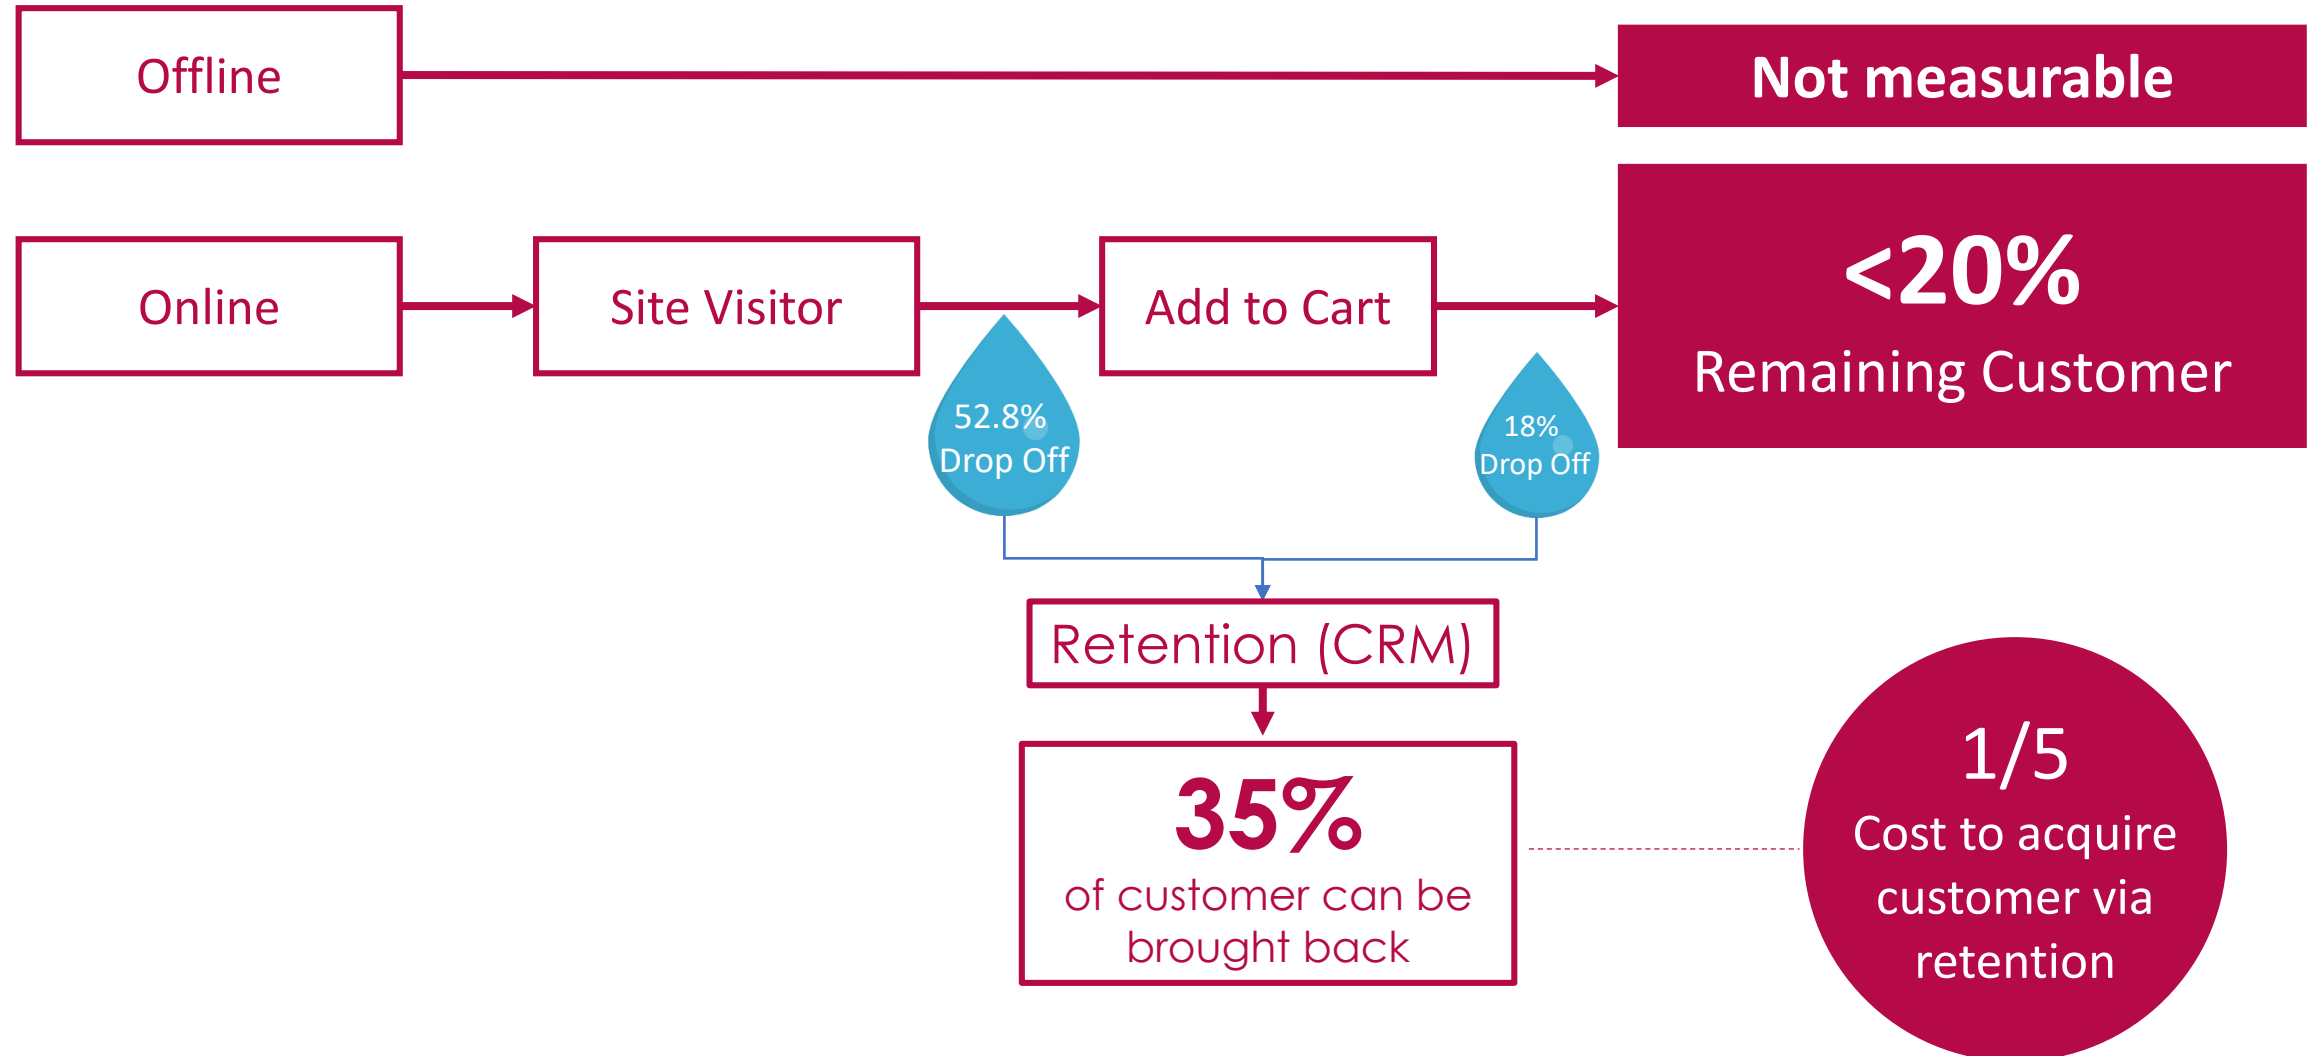 Offline
Not measurable
Online
Site Visitor
Add to Cart
<20%
Remaining Customer
52.8%
Drop Off
18%
Drop Off
Retention (CRM)
35%
of customer can be
brought back
1/5
Cost to acquire
customer via
retention